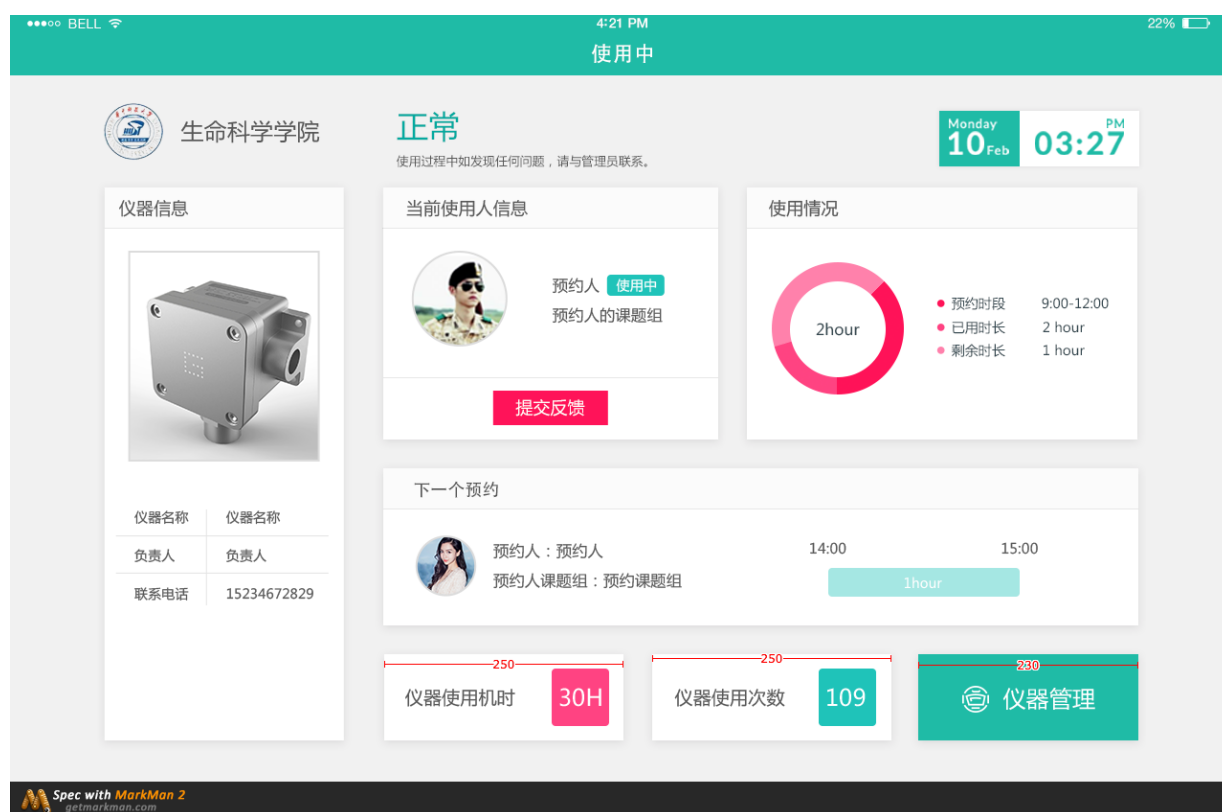 ●●●○○ BELL 4:21 PM 22%
使用中
生命科学学院
正常
使用过程中如发现任何问题，请与管理员联系。
Monday
10 Feb
PM
03:27
仪器信息
仪器名称 仪器名称
负责人 负责人
联系电话 15234672829
当前使用人信息
预约人 使用中
预约人的课题组
提交反馈
使用情况
2hour
预约时段 9:00-12:00
已用时长 2 hour
剩余时长 1 hour
下一个预约
预约人：预约人
预约人课题组：预约课题组
14:00 15:00
1hour
250
仪器使用机时 30H
250
仪器使用次数 109
230
仪器管理
Spec with MarkMan 2
getmarkman.com